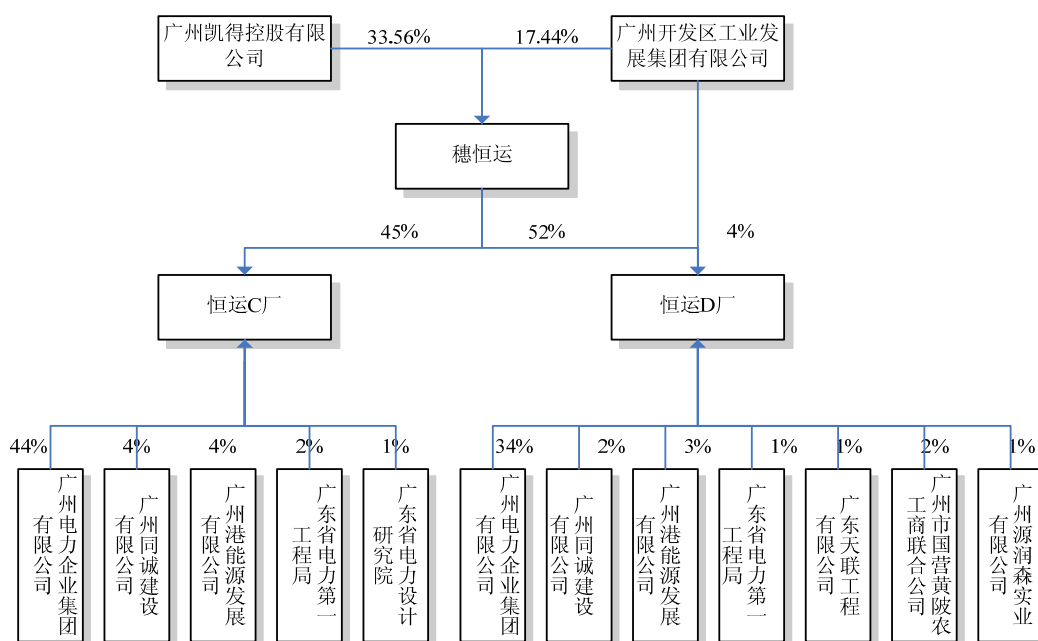 广州凯得控股有限
公司
33.56%
17.44%
广州开发区工业发
展集团有限公司
穗恒运
45%
52%
4%
恒运C厂
恒运D厂
44%
4%
4%
2%
1%
34%
2%
3%
1%
1%
2%
1%
广州电力企业集团
有限公司
广州同诚建设
有限公司
广州港能源发展
有限公司
广东省电力第一
工程局
广东省电力设计
研究院
广州电力企业集团
有限公司
广州同诚建设
有限公司
广州港能源发展
有限公司
广东省电力第一
工程局
广东天联工程
有限公司
广州市国营黄陂农
工商联合公司
广州源润森实业
有限公司